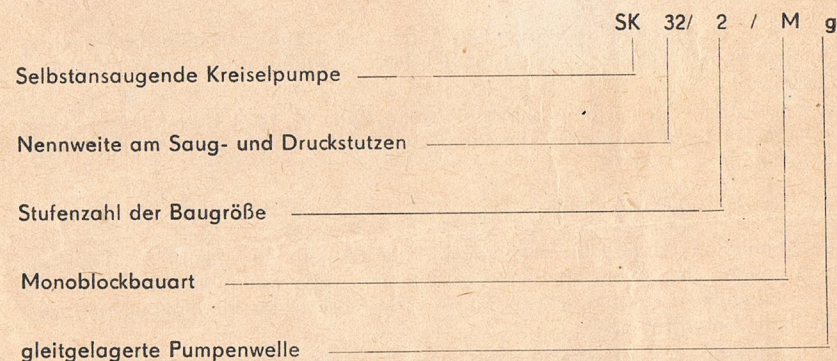 SK 32/ 2 / M g
Selbstansaugende Kreiselpumpe
Nennweite am Saug- und Druckstutzen
Stufenzahl der Baugröße
Monoblockbauart
gleitgelagerte Pumpenwelle